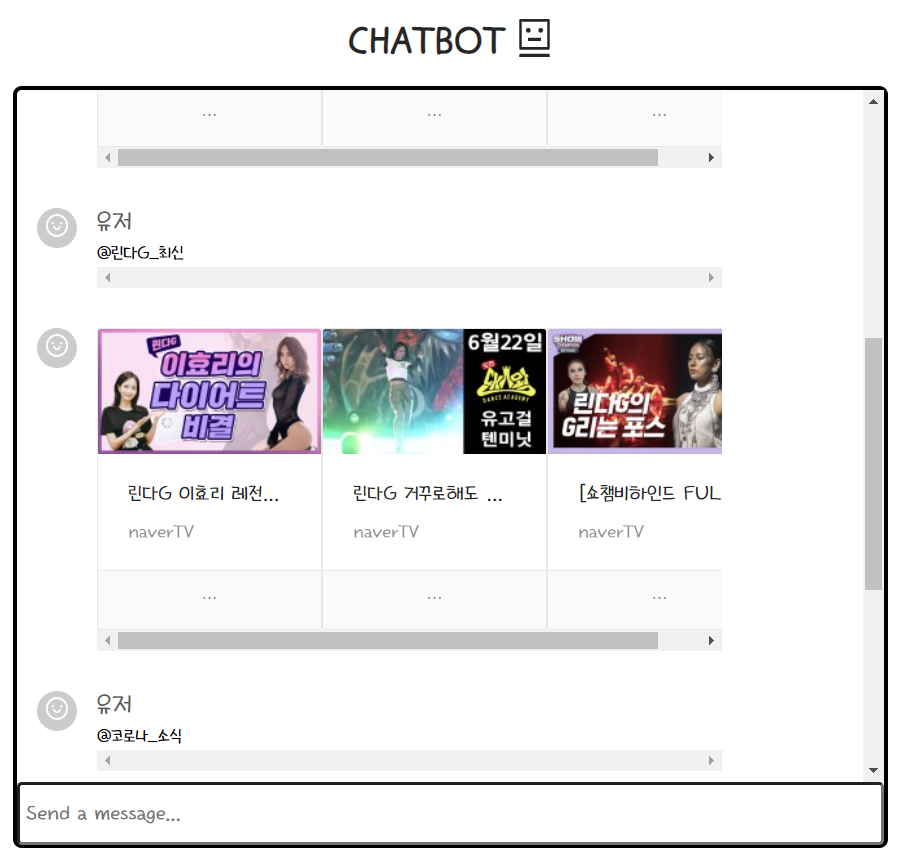 CHATBOT
...
...
...
유저
@린다G_최신
린다G
이효리의
다이어트
비결
6월22일
DANCE ACADEMY
유고걸
텐미닛
SHOW
CHAMPION
린다G의
G리는 포스
린다G 이효리 레전...
린다G 거꾸로해도 ...
[쇼챔비하인드 FUL
naverTV
naverTV
naverTV
...
...
...
유저
@코로나_소식
Send a message...